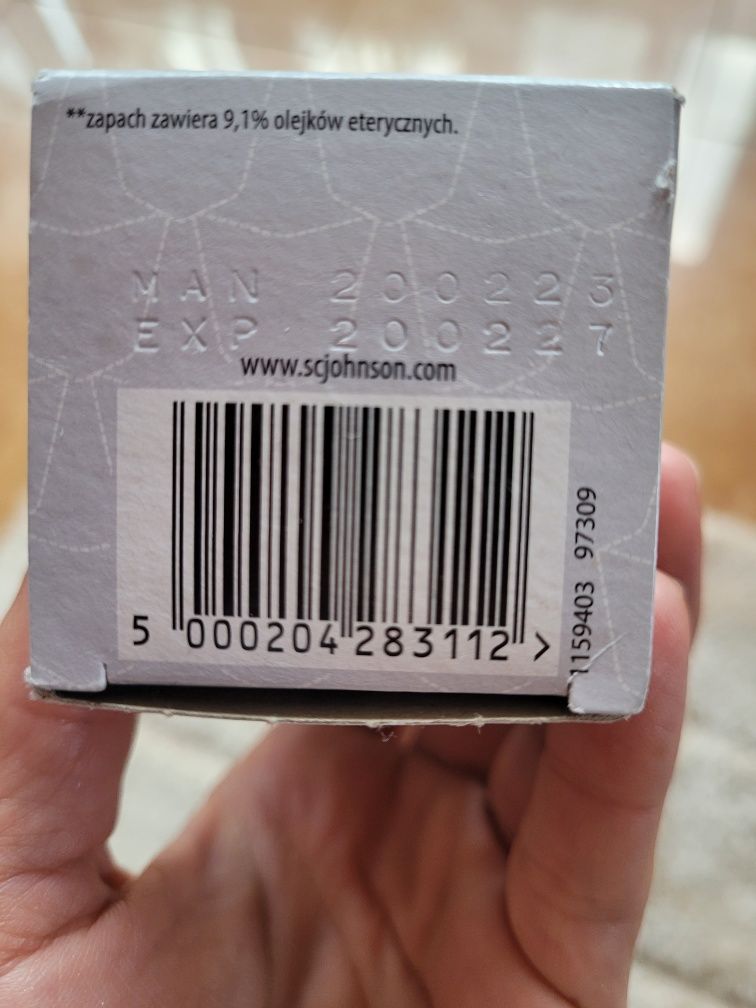 **zapach zawiera 9,1% olejków eterycznych.
MAN 200223
EXP 200227
www.scjohnson.com
5 000204 283112 >
1159403 97309